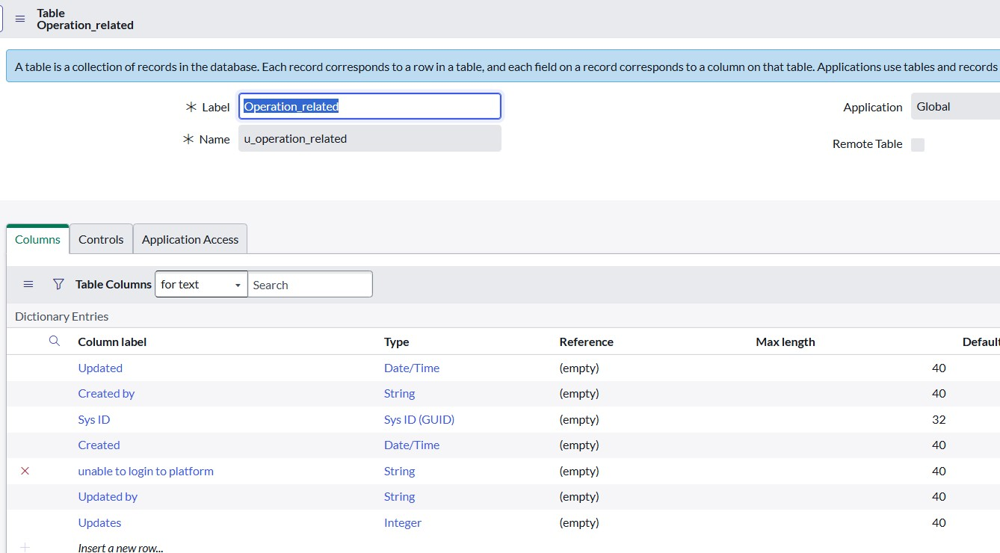 Table
Operation_related
A table is a collection of records in the database. Each record corresponds to a row in a table, and each field on a record corresponds to a column on that table. Applications use tables and records
Label Operation_related Application Global
Name u_operation_related Remote Table
Columns Controls Application Access
Table Columns for text Search
Dictionary Entries
Column label Type Reference Max length Default
Updated Date/Time (empty) 40
Created by String (empty) 40
Sys ID Sys ID (GUID) (empty) 32
Created Date/Time (empty) 40
unable to login to platform String (empty) 40
Updated by String (empty) 40
Updates Integer (empty) 40
Insert a new row...